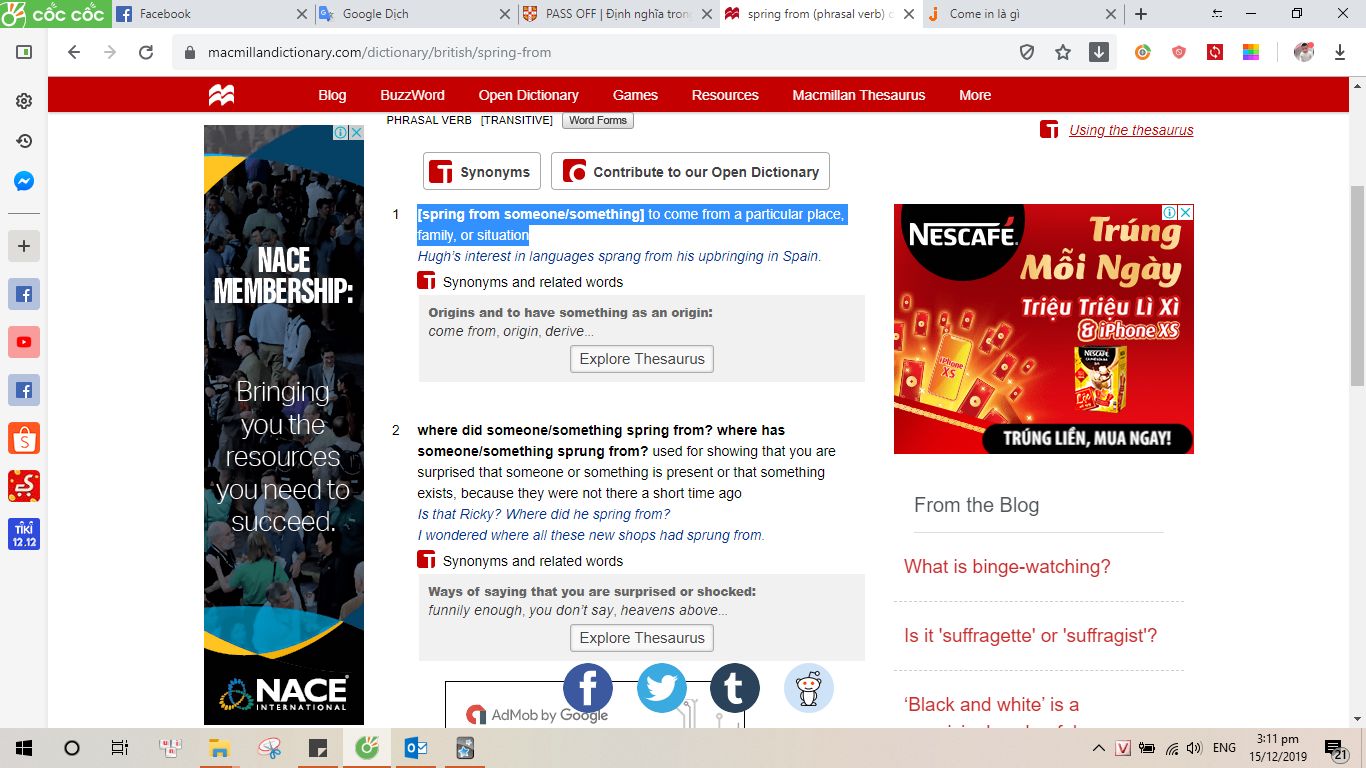 cốc cốc
Facebook
Google Dịch
PASS OFF | Định nghĩa tron
spring from (phrasal verb) d
Come in là gì
macmillandictionary.com/dictionary/british/spring-from
Blog BuzzWord Open Dictionary Games Resources Macmillan Thesaurus More
PHRASAL VERB [TRANSITIVE] Word Forms
Using the thesaurus
Synonyms
Contribute to our Open Dictionary
1 [spring from someone/something] to come from a particular place,
family, or situation
Hugh's interest in languages sprang from his upbringing in Spain.
Synonyms and related words
Origins and to have something as an origin:
come from, origin, derive...
Explore Thesaurus
2 where did someone/something spring from? where has
someone/something sprung from? used for showing that you are
surprised that someone or something is present or that something
exists, because they were not there a short time ago
Is that Ricky? Where did he spring from?
I wondered where all these new shops had sprung from.
Synonyms and related words
Ways of saying that you are surprised or shocked:
funnily enough, you don't say, heavens above...
Explore Thesaurus
AdMob by Google
NACE
MEMBERSHIP:
Bringing
you the
resources
you need to
succeed.
NACE
INTERNATIONAL
NESCAFÉ.
Trúng
Mỗi Ngày
Triệu Triệu Lì Xì
& iPhone XS
iPhone
XS
NESCAFÉ
Lộc
TRÚNG LIỀN, MUA NGAY!
From the Blog
What is binge-watching?
Is it 'suffragette' or 'suffragist'?
‘Black and white’ is a
TIKI
12.12
ENG
3:11 pm
15/12/2019
21